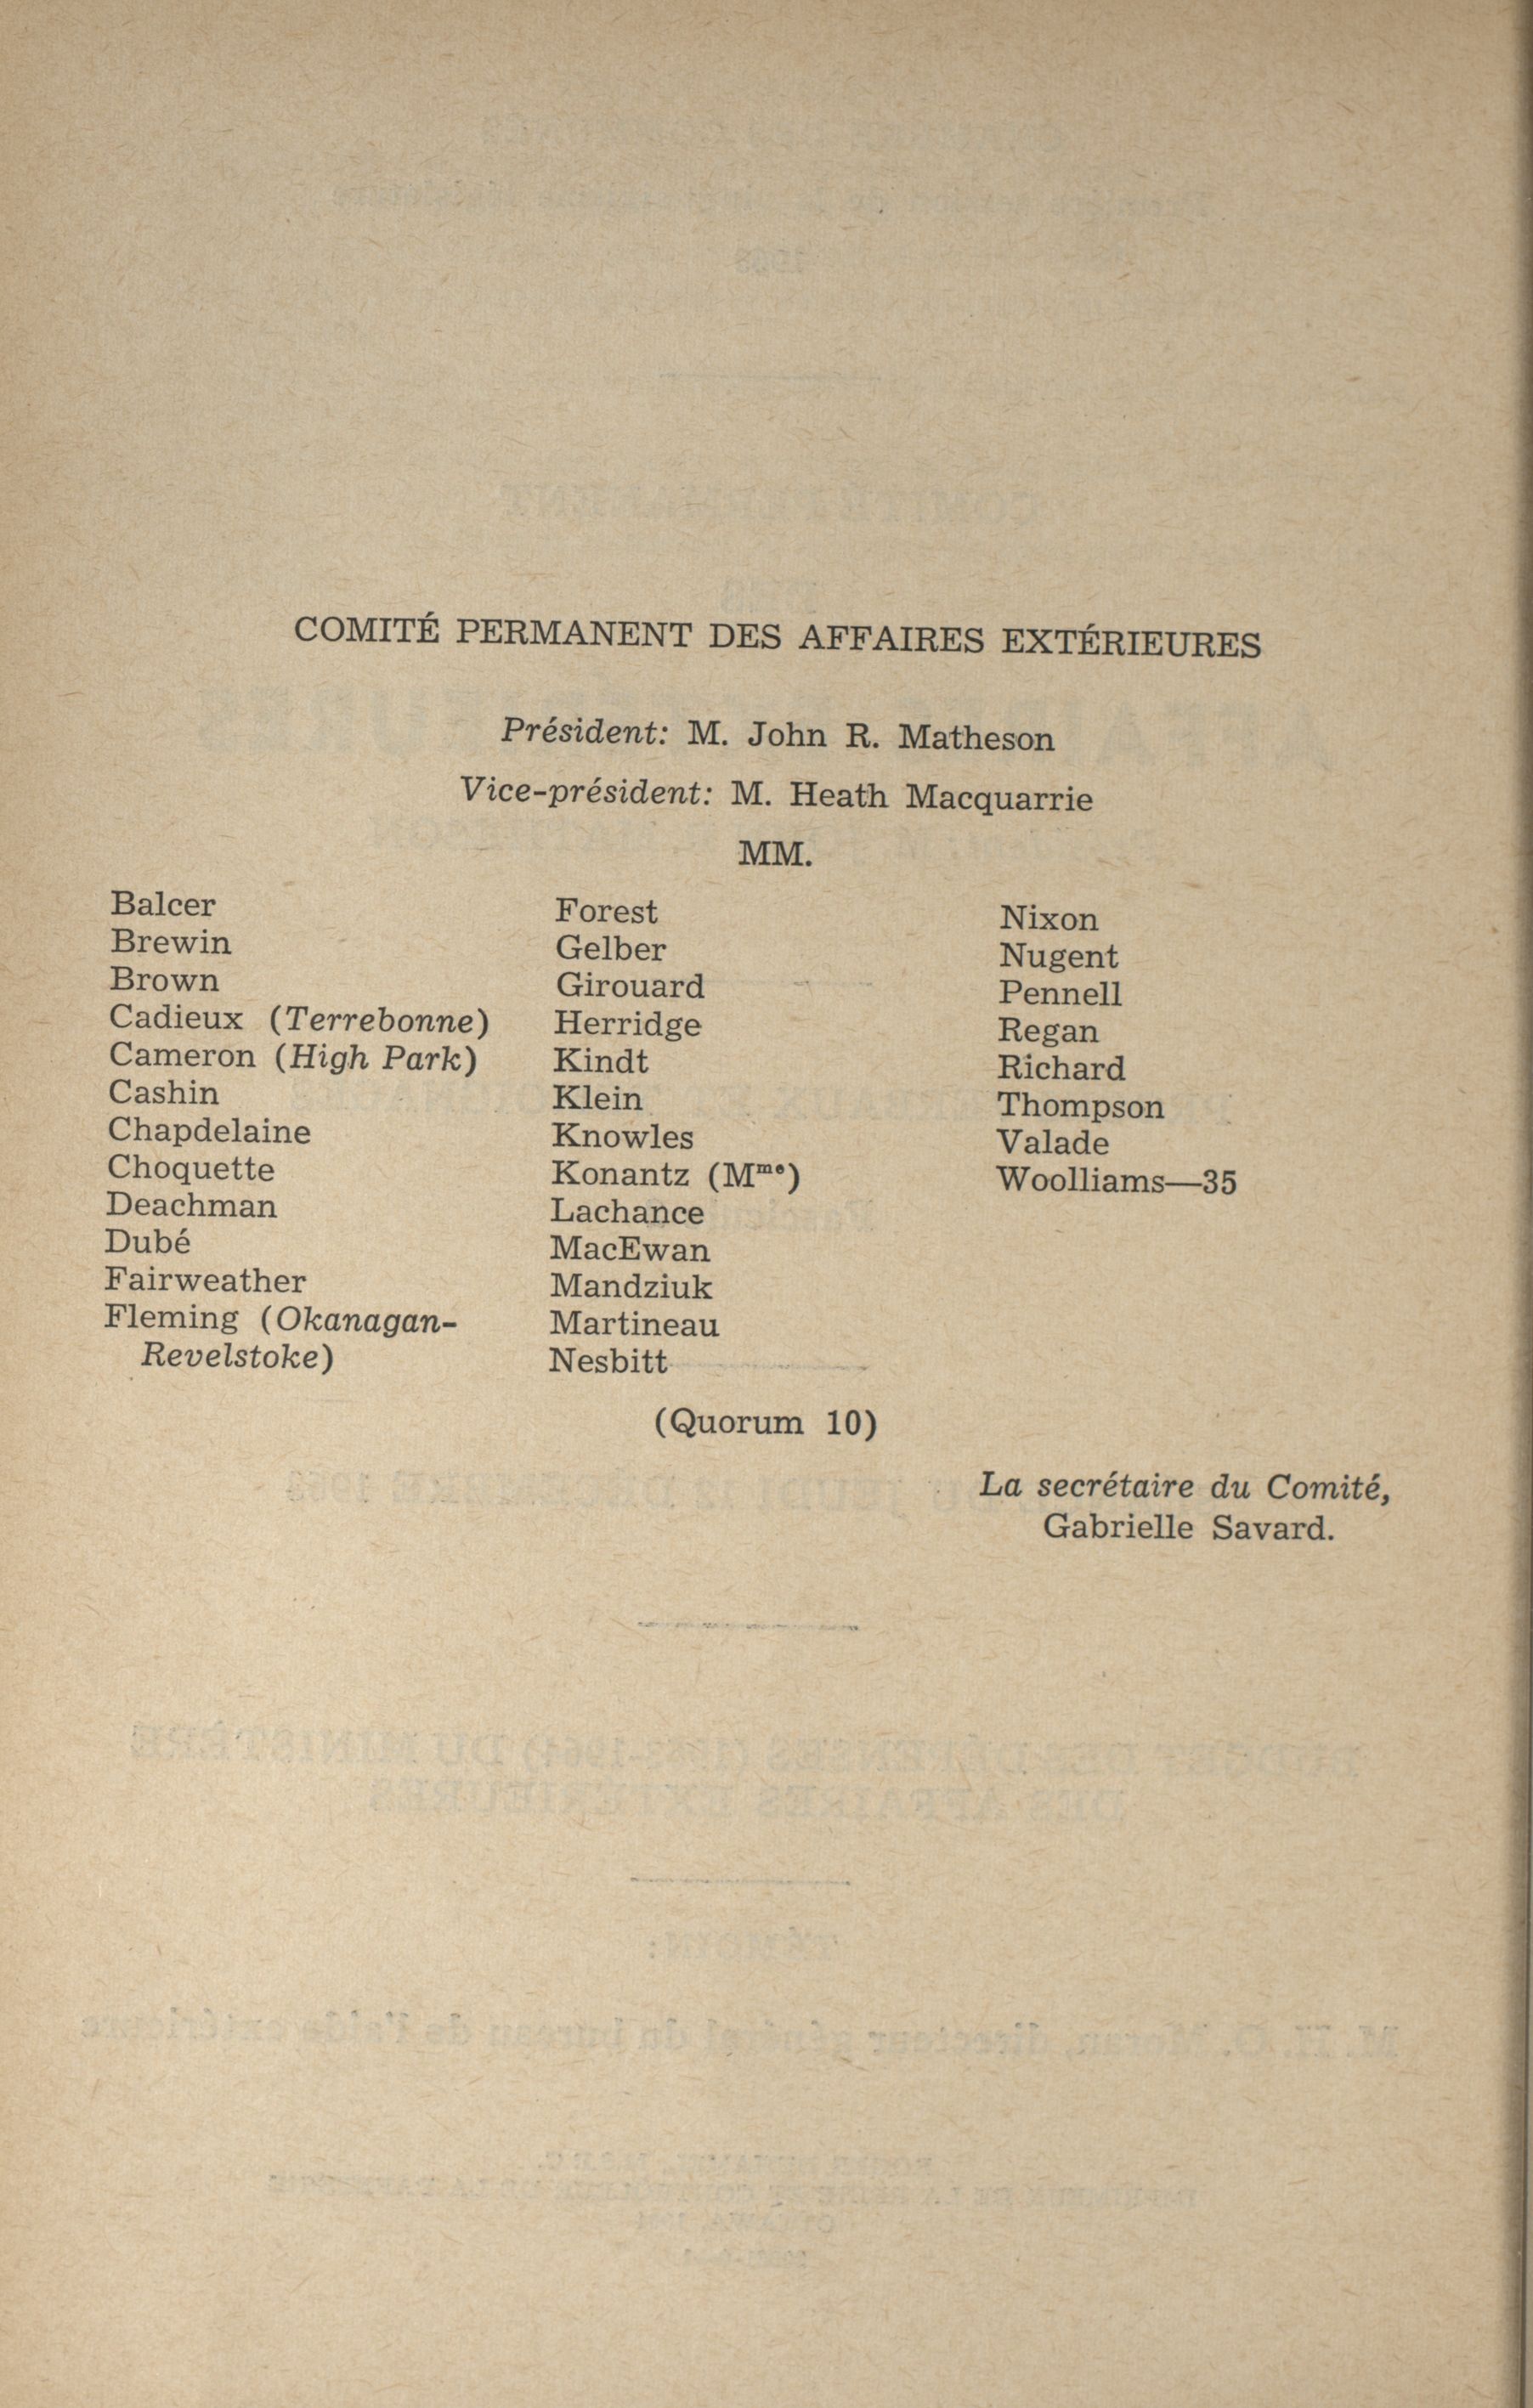 COMITÉ PERMANENT DES AFFAIRES EXTÉRIEURES
Président: M. John R. Matheson
Vice-président: M. Heath Macquarrie
MM.
Balcer
Brewin
Brown
Cadieux (Terrebonne)
Cameron (High Park)
Cashin
Chapdelaine
Choquette
Deachman
Dubé
Fairweather
Fleming (Okanagan-
Revelstoke)
Forest
Gelber
Girouard
Herridge
Kindt
Klein
Knowles
Konantz (Mme)
Lachance
MacEwan
Mandziuk
Martineau
Nesbitt
Nixon
Nugent
Pennell
Regan
Richard
Thompson
Valade
Woolliams—35
(Quorum 10)
La secrétaire du Comité,
Gabrielle Savard.